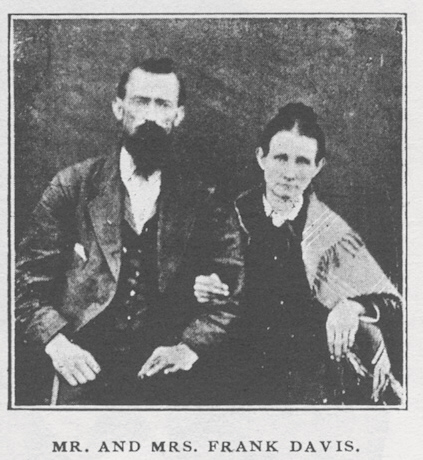 MR. AND MRS. FRANK DAVIS.